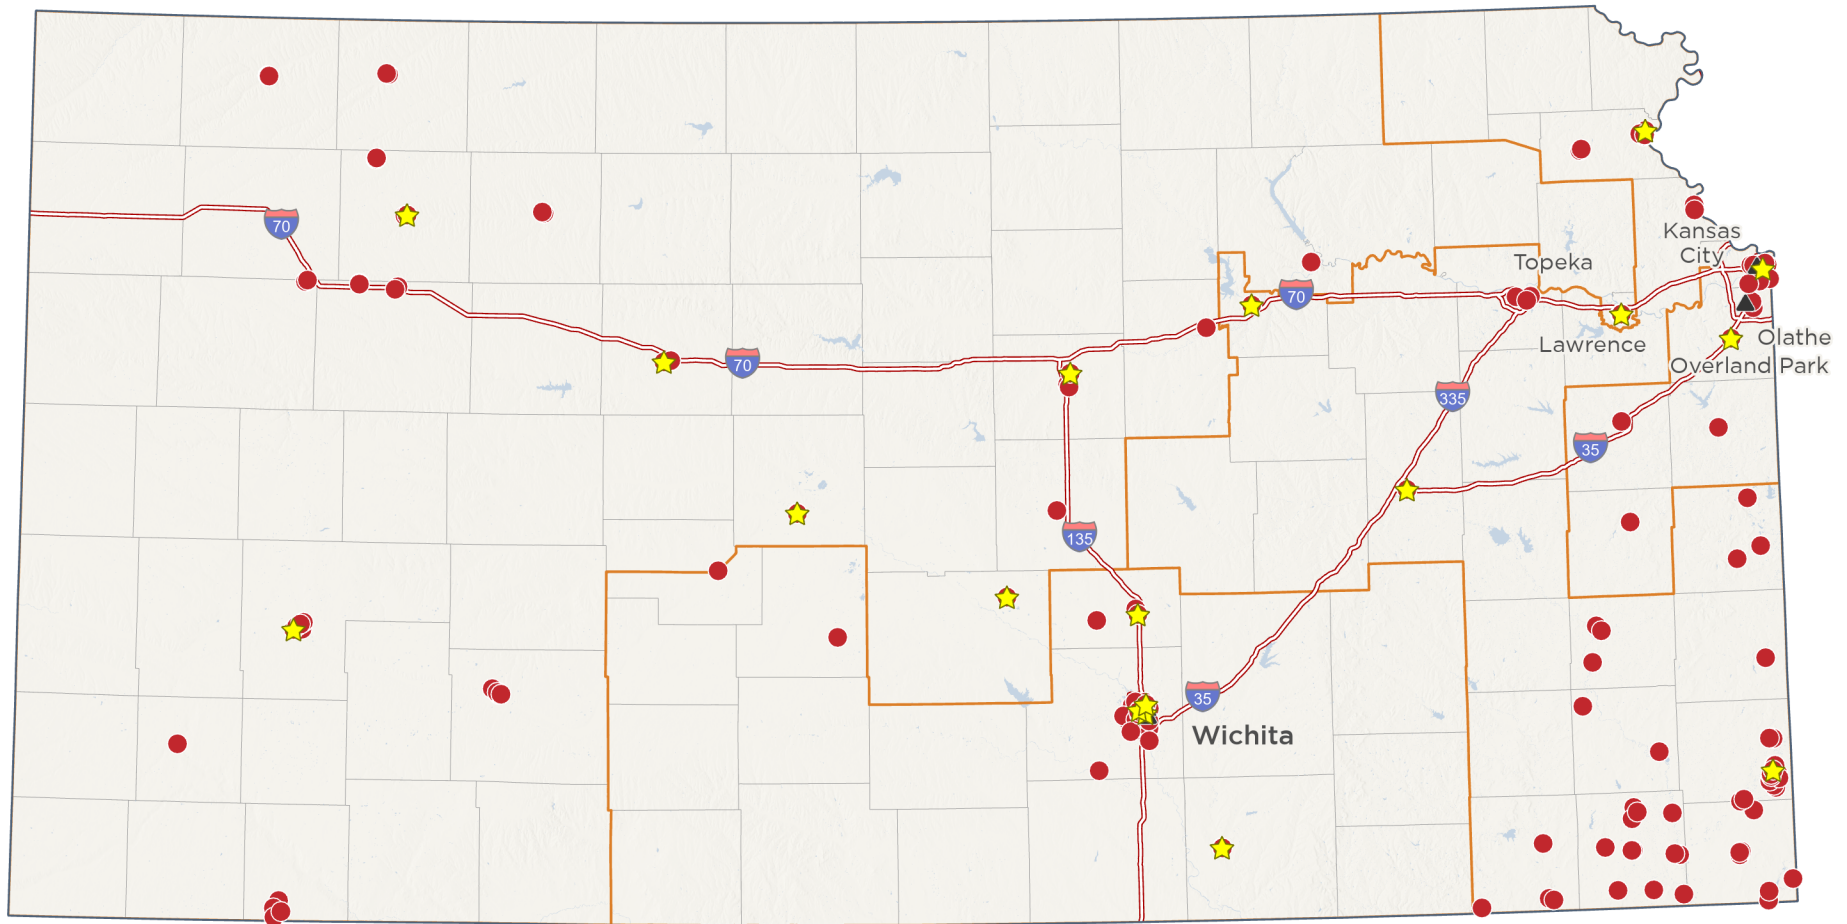 70
Kansas
City
Topeka
70
Lawrence
Olathe
Overland Park
70
335
35
135
35
Wichita